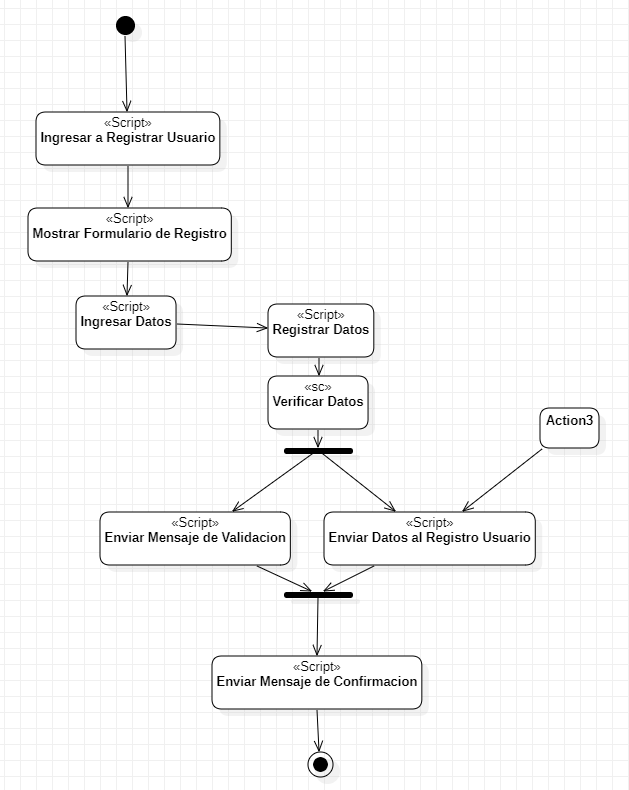 «Script»
Ingresar a Registrar Usuario
«Script»
Mostrar Formulario de Registro
«Script»
Ingresar Datos
«Script»
Registrar Datos
«sc»
Verificar Datos
Action3
«Script»
Enviar Mensaje de Validacion
«Script»
Enviar Datos al Registro Usuario
«Script»
Enviar Mensaje de Confirmacion